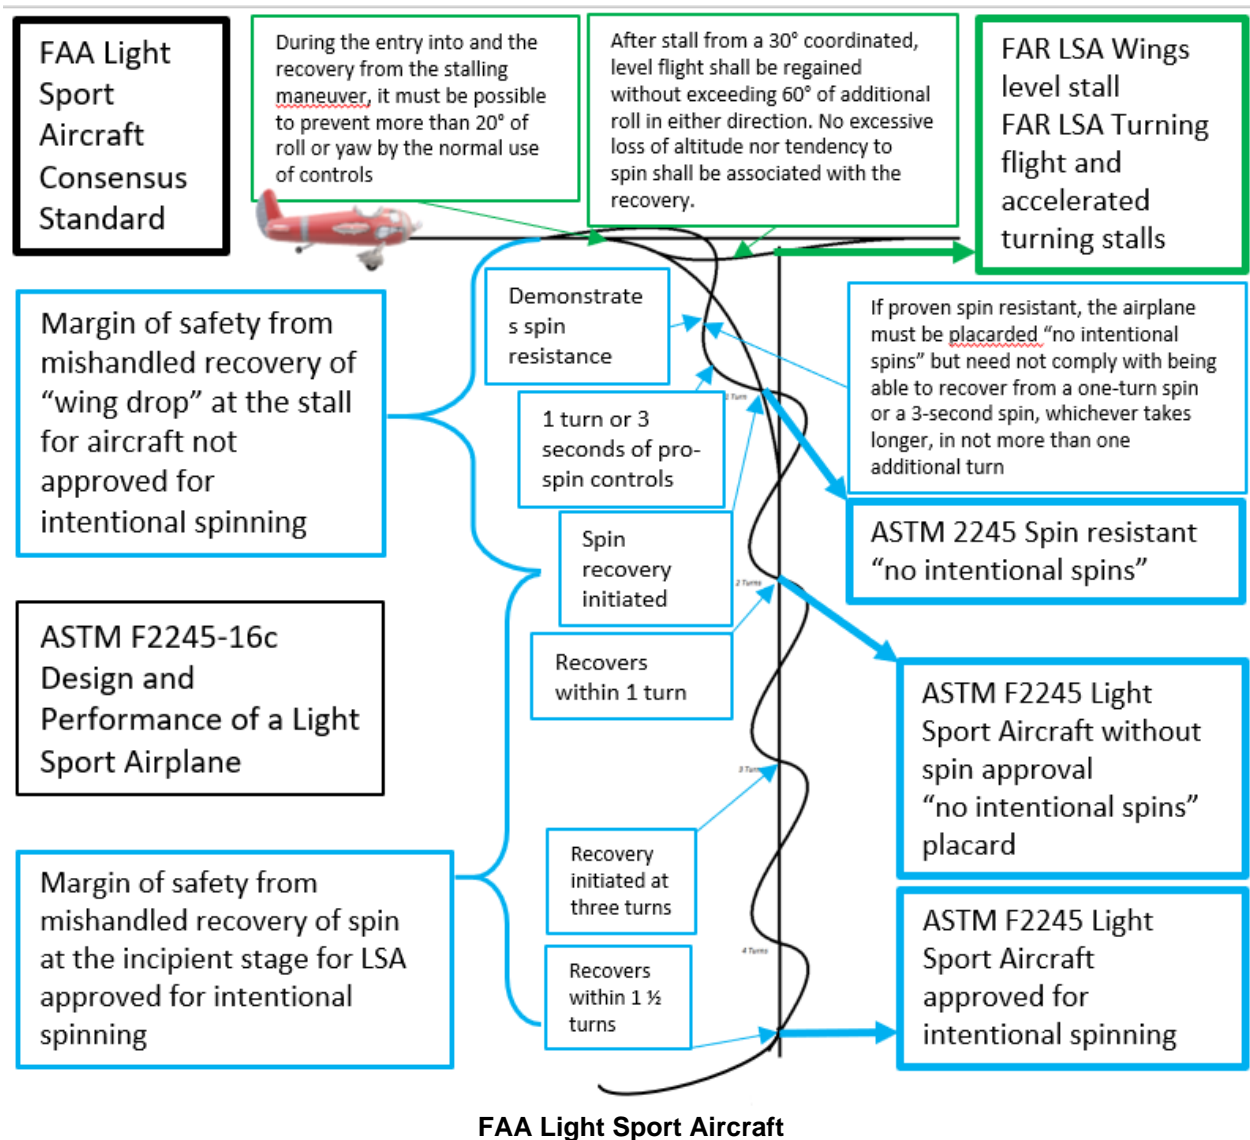 FAA Light
Sport
Aircraft
Consensus
Standard
During the entry into and the
recovery from the stalling
maneuver, it must be possible
to prevent more than 20° of
roll or yaw by the normal use
of controls
After stall from a 30° coordinated,
level flight shall be regained
without exceeding 60° of additional
roll in either direction. No excessive
loss of altitude nor tendency to
spin shall be associated with the
recovery.
FAR LSA Wings
level stall
FAR LSA Turning
flight and
accelerated
turning stalls
Margin of safety from
mishandled recovery of
“wing drop” at the stall
for aircraft not
approved for
intentional spinning
Demonstrate
s spin
resistance
If proven spin resistant, the airplane
must be placarded “no intentional
spins” but need not comply with being
able to recover from a one-turn spin
or a 3-second spin, whichever takes
longer, in not more than one
additional turn
1 Turn
1 turn or 3
seconds of pro-
spin controls
ASTM 2245 Spin resistant
“no intentional spins”
Spin
recovery
initiated
2 Turns
ASTM F2245-16c
Design and
Performance of a Light
Sport Airplane
Recovers
within 1 turn
ASTM F2245 Light
Sport Aircraft without
spin approval
“no intentional spins”
placard
3 Turns
Recovery
initiated at
three turns
Margin of safety from
mishandled recovery of spin
at the incipient stage for LSA
approved for intentional
spinning
4 Turns
Recovers
within 1 ½
turns
ASTM F2245 Light
Sport Aircraft
approved for
intentional spinning
FAA Light Sport Aircraft